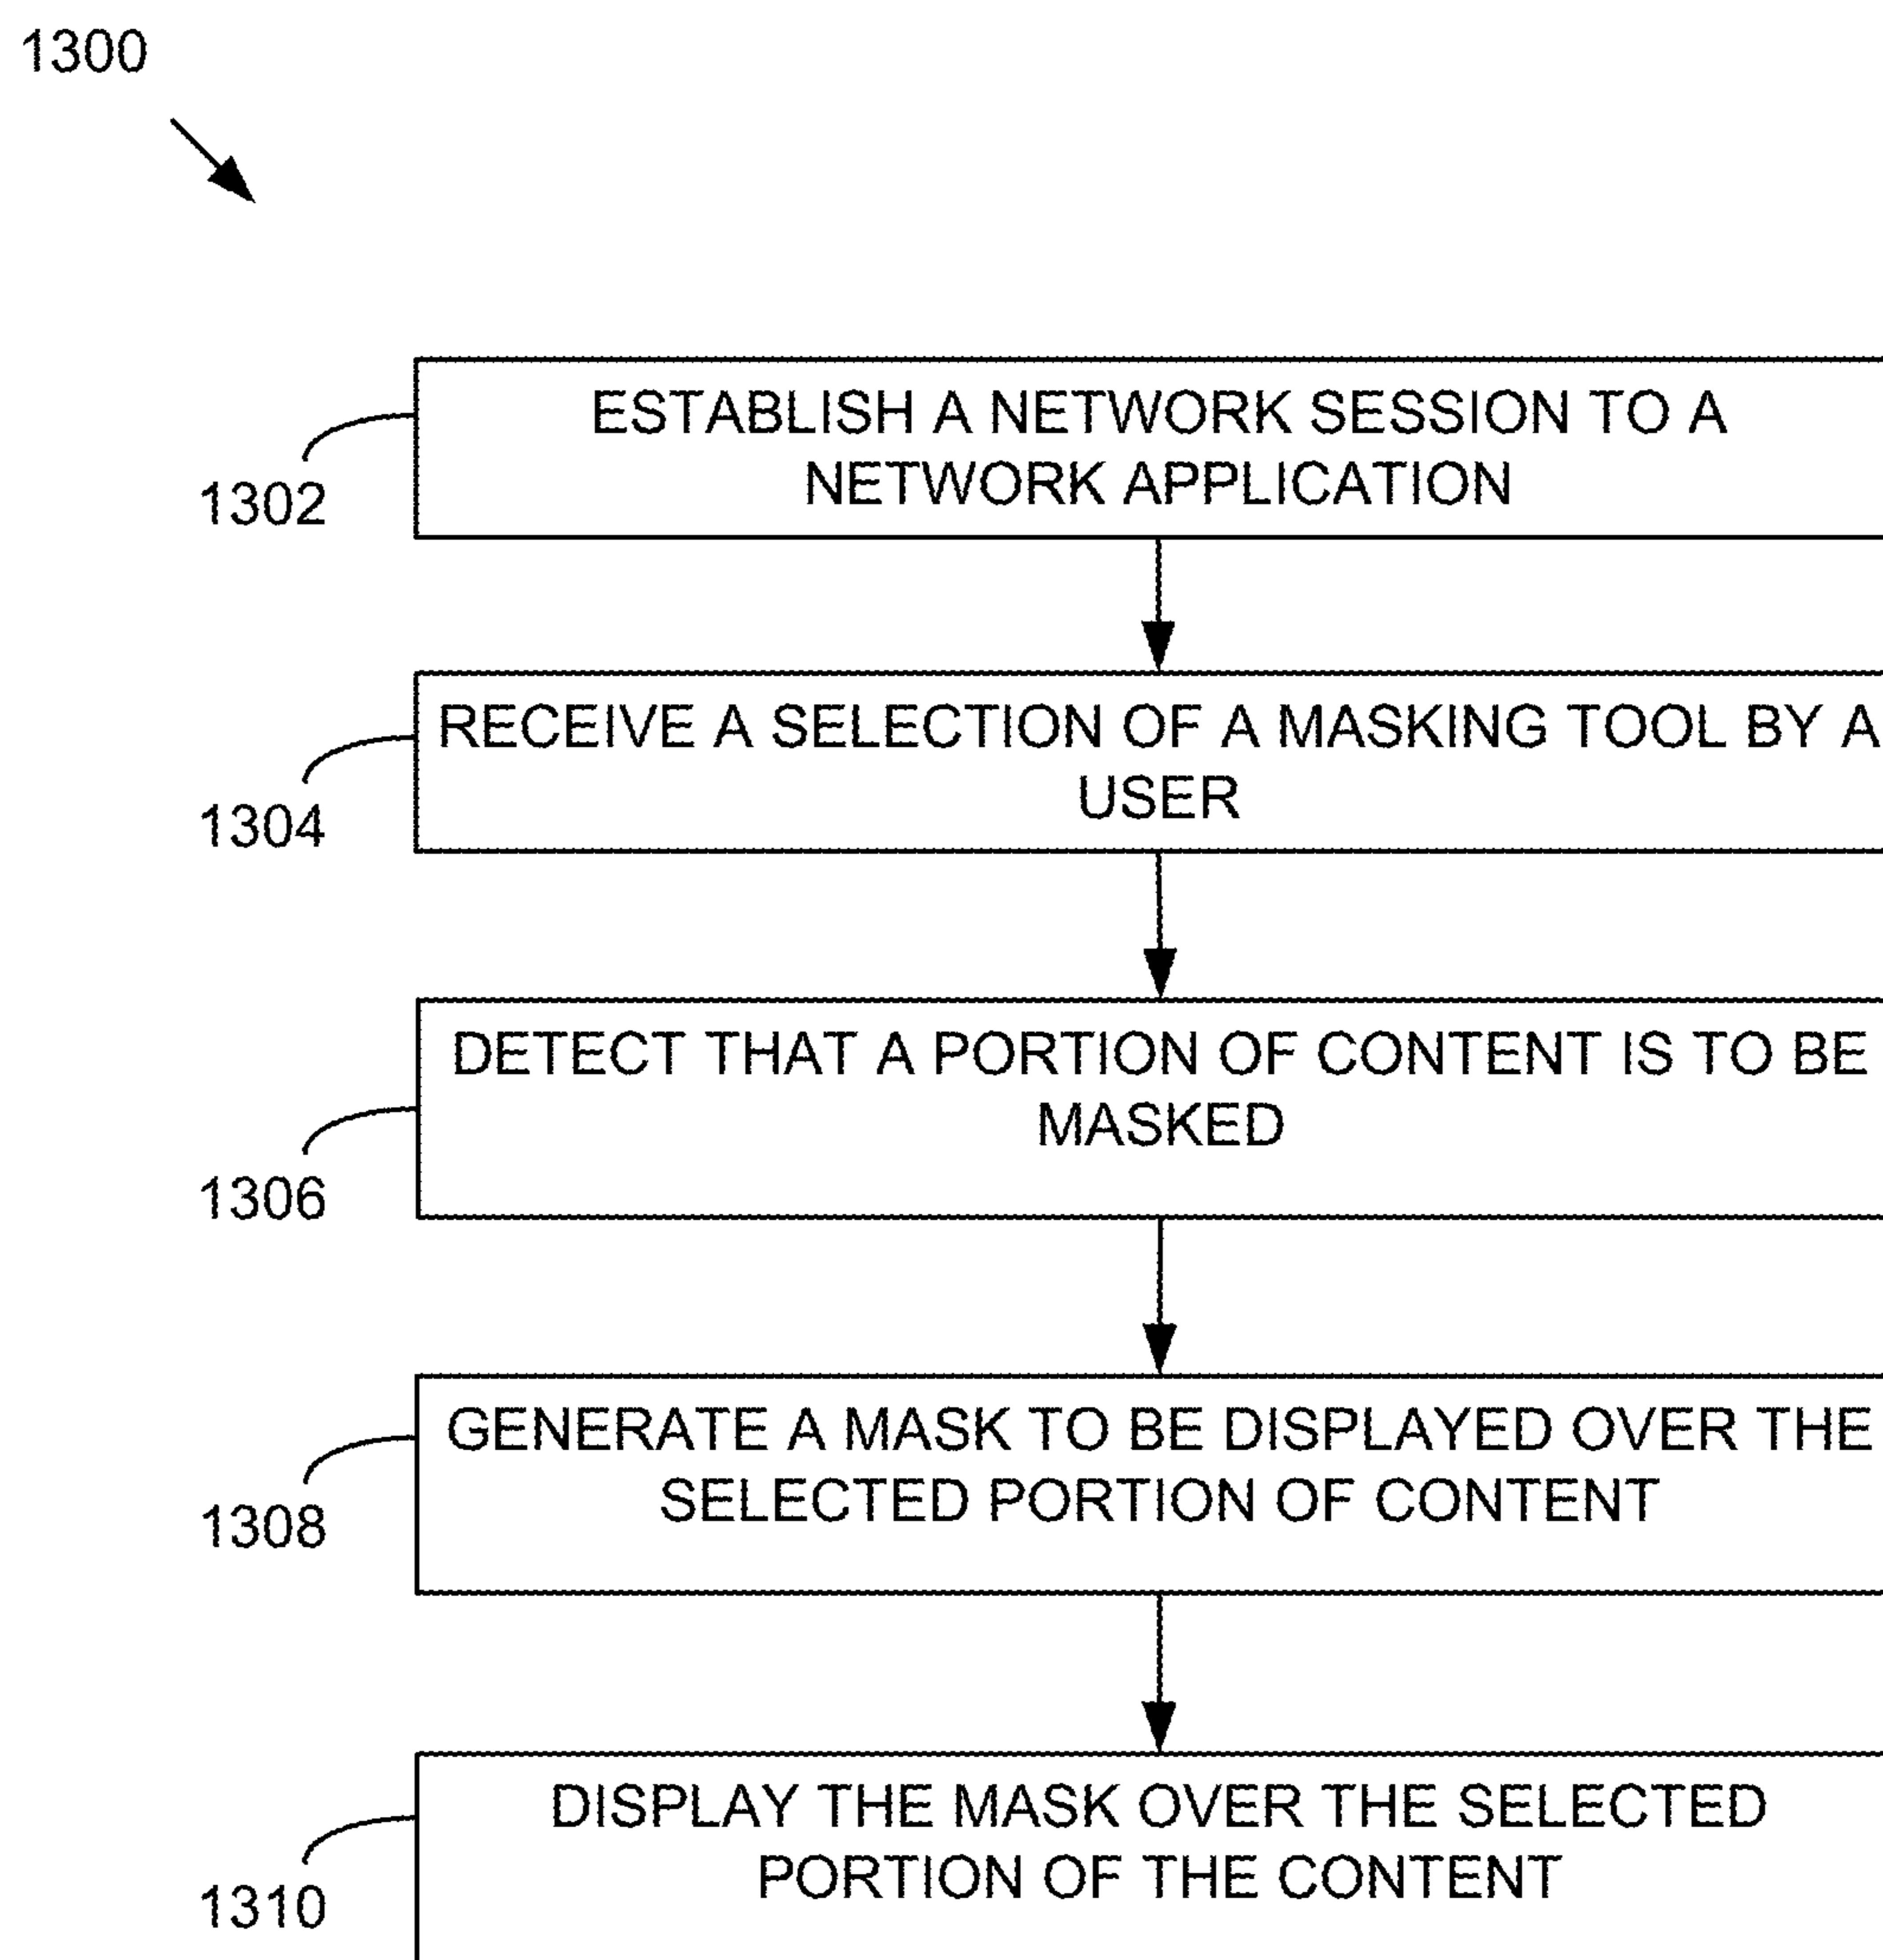 1300
ESTABLISH A NETWORK SESSION TO A
NETWORK APPLICATION
1302
RECEIVE A SELECTION OF A MASKING TOOL BY A
USER
1304
DETECT THAT A PORTION OF CONTENT IS TO BE
MASKED
1306
GENERATE A MASK TO BE DISPLAYED OVER THE
SELECTED PORTION OF CONTENT
1308
DISPLAY THE MASK OVER THE SELECTED
PORTION OF THE CONTENT
1310